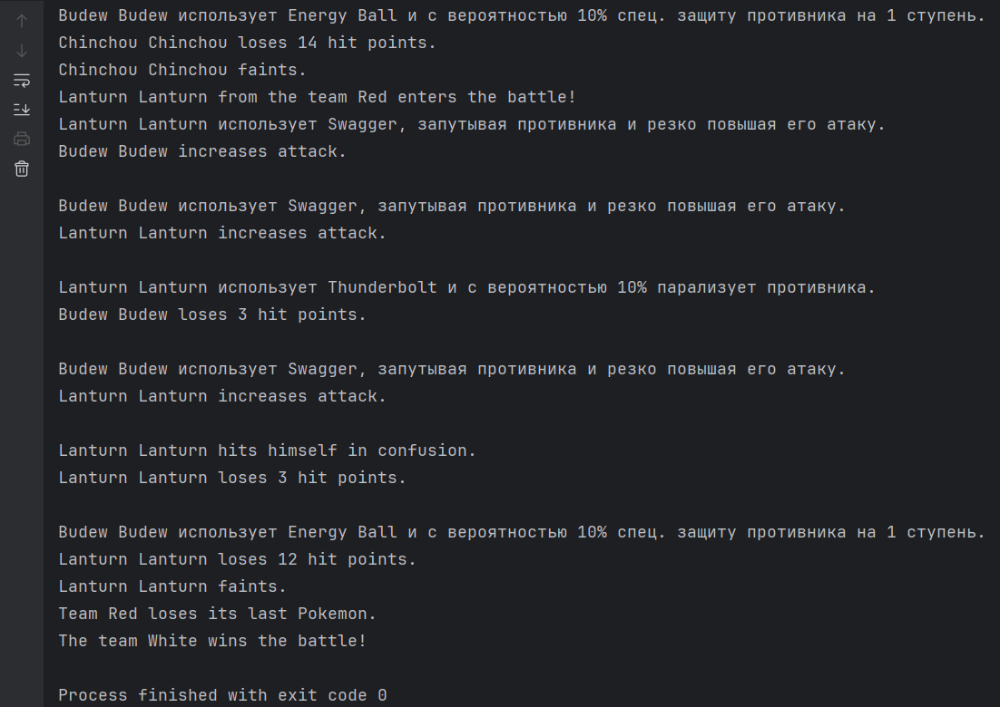 Budew Budew использует Energy Ball и с вероятностью 10% спец. защиту противника на 1 ступень.
Chinchou Chinchou loses 14 hit points.
Chinchou Chinchou faints.
Lanturn Lanturn from the team Red enters the battle!
Lanturn Lanturn использует Swagger, запутывая противника и резко повышая его атаку.
Budew Budew increases attack.
Budew Budew использует Swagger, запутывая противника и резко повышая его атаку.
Lanturn Lanturn increases attack.
Lanturn Lanturn использует Thunderbolt и с вероятностью 10% парализует противника.
Budew Budew loses 3 hit points.
Budew Budew использует Swagger, запутывая противника и резко повышая его атаку.
Lanturn Lanturn increases attack.
Lanturn Lanturn hits himself in confusion.
Lanturn Lanturn loses 3 hit points.
Budew Budew использует Energy Ball и с вероятностью 10% спец. защиту противника на 1 ступень.
Lanturn Lanturn loses 12 hit points.
Lanturn Lanturn faints.
Team Red loses its last Pokemon.
The team White wins the battle!
Process finished with exit code 0